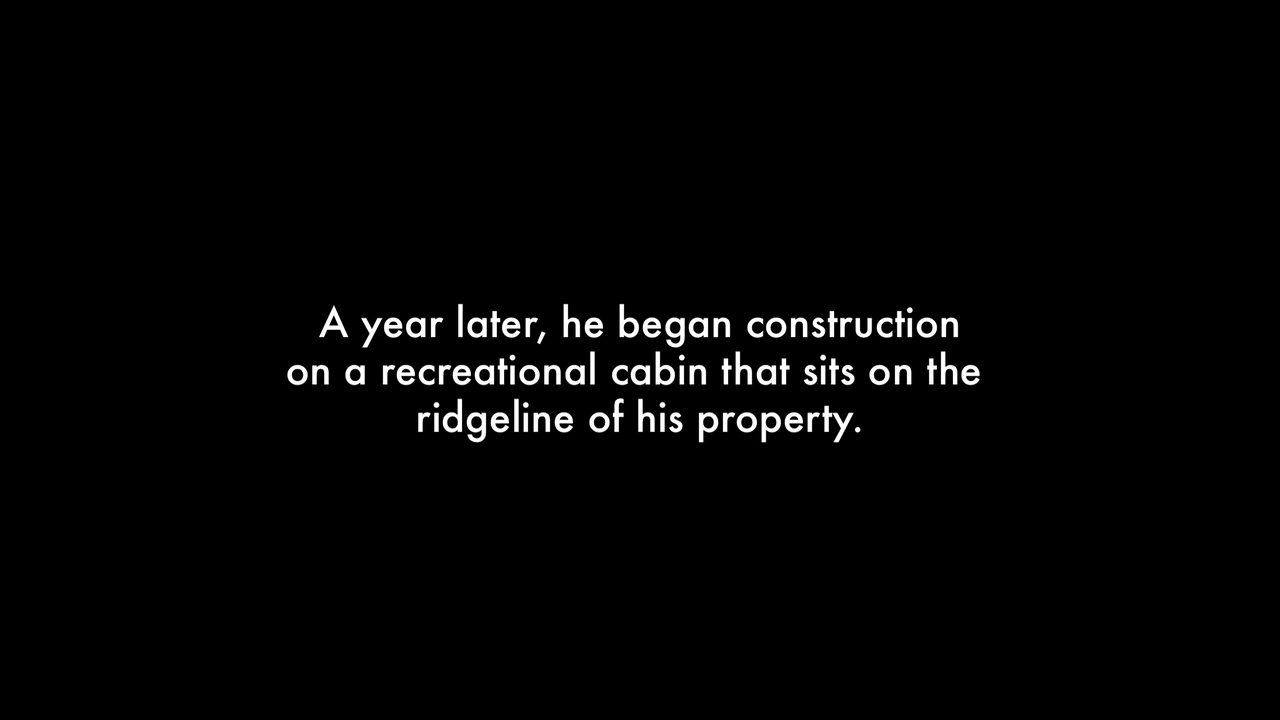 A year later, he began construction
on a recreational cabin that sits on the
ridgeline of his property.